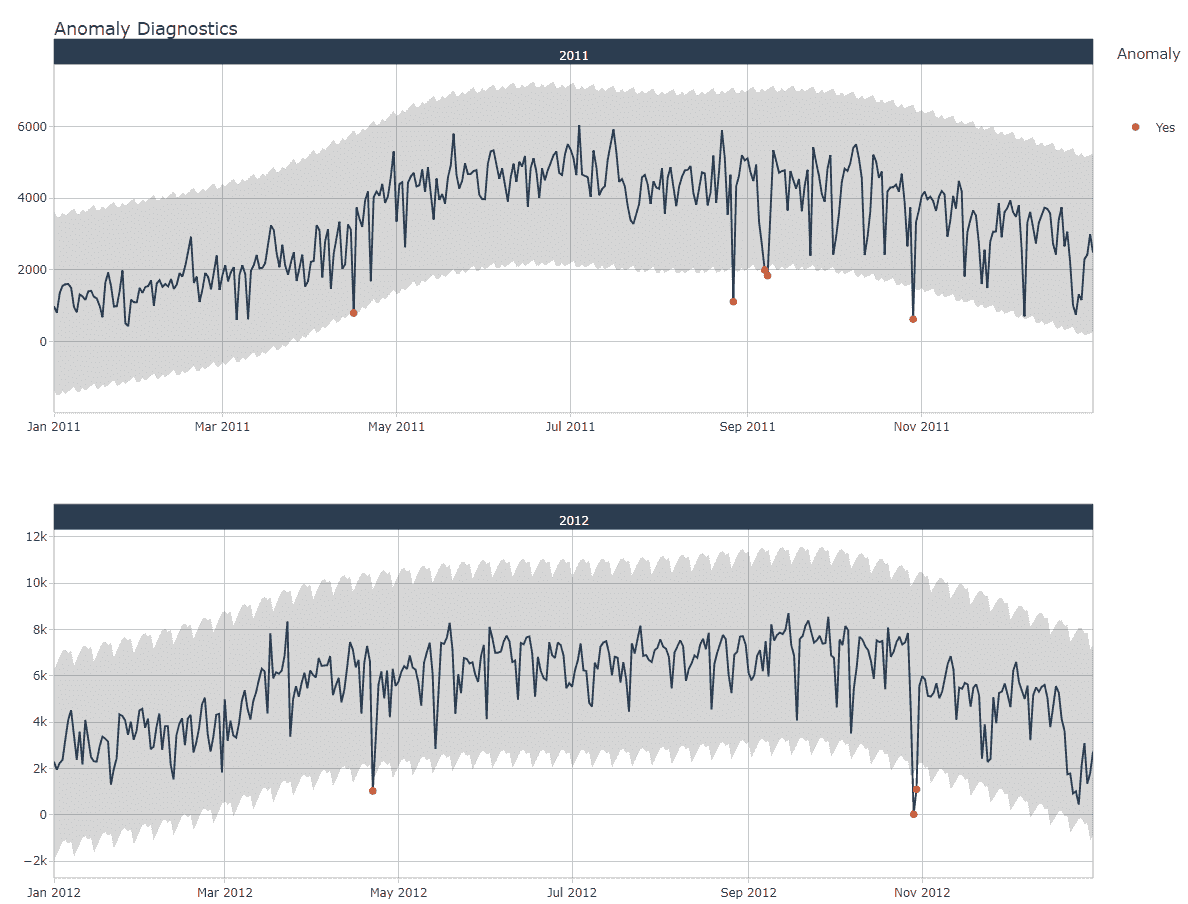 Anomaly Diagnostics
2011
Anomaly
Yes
6000
4000
2000
0
Jan 2011 Mar 2011 May 2011 Jul 2011 Sep 2011 Nov 2011
2012
12k
10k
8k
6k
4k
2k
0
−2k
Jan 2012 Mar 2012 May 2012 Jul 2012 Sep 2012 Nov 2012